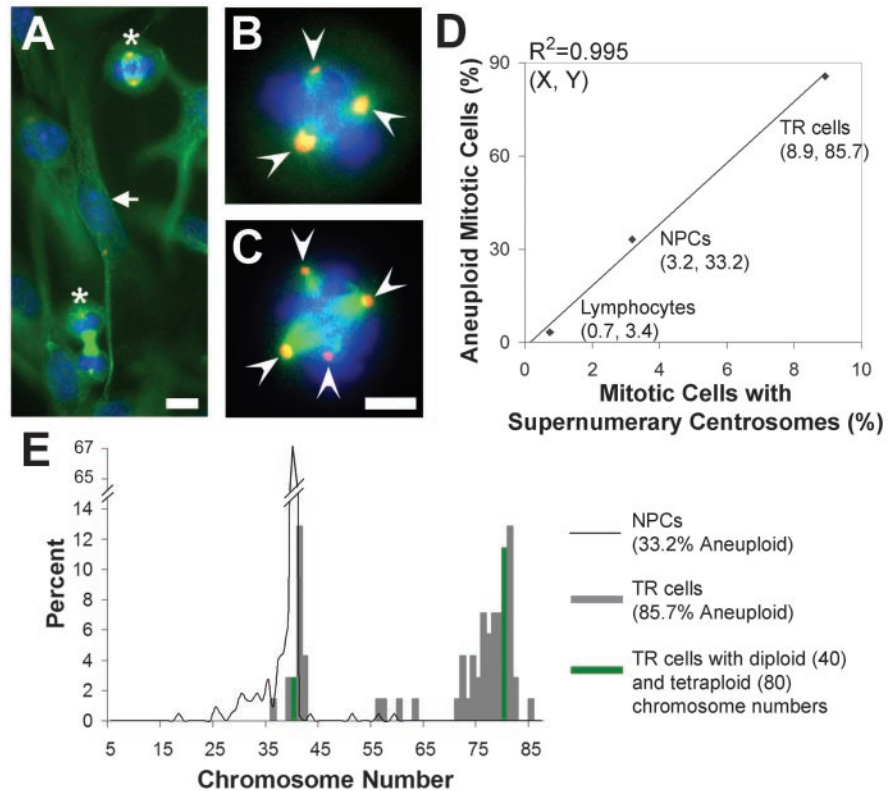 A
*
*
B
C
D
R²=0.995
(X, Y)
90
60
30
0
0
2
4
6
8
10
Aneuploid Mitotic Cells (%)
TR cells
(8.9, 85.7)
NPCs
(3.2, 33.2)
Lymphocytes
(0.7, 3.4)
Mitotic Cells with
Supernumerary Centrosomes (%)
E
67
65
14
12
10
8
6
4
2
0
Percent
5
15
25
35
45
55
65
75
85
Chromosome Number
NPCs
(33.2% Aneuploid)
TR cells
(85.7% Aneuploid)
TR cells with diploid (40)
and tetraploid (80)
chromosome numbers